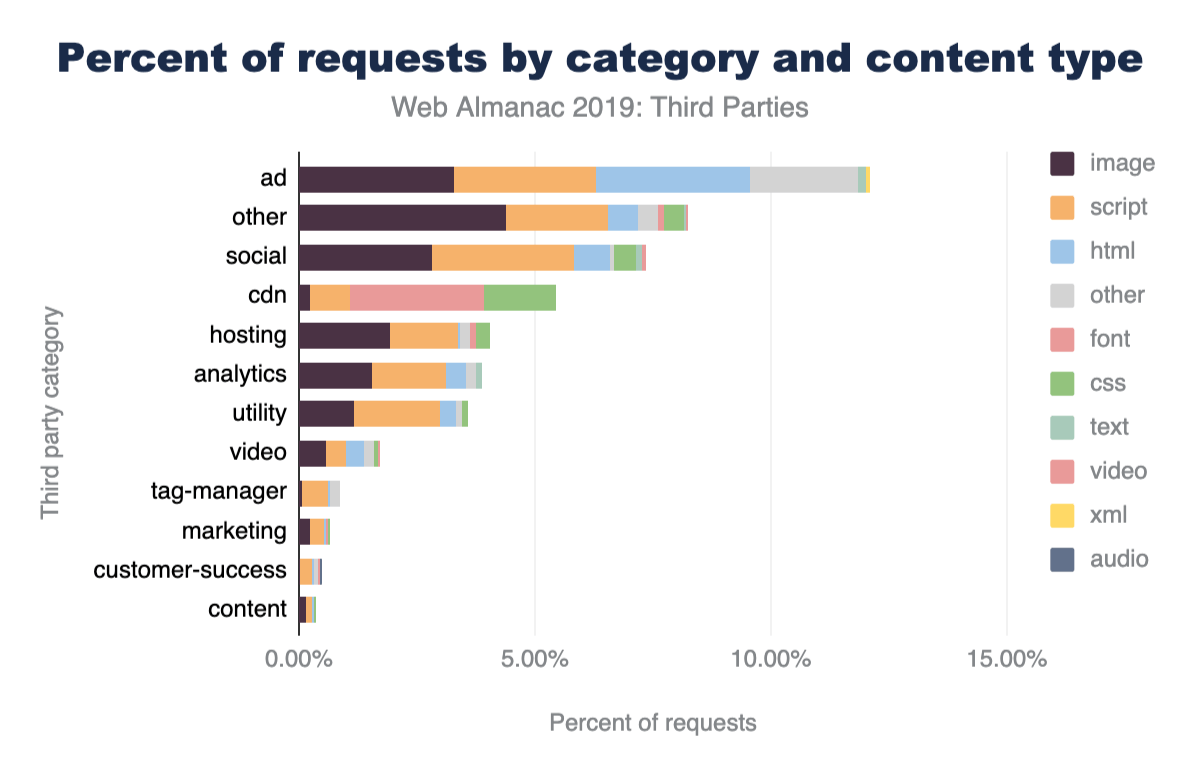 Percent of requests by category and content type
Web Almanac 2019: Third Parties
Third party category
ad
other
social
cdn
hosting
analytics
utility
video
tag-manager
marketing
customer-success
content
0.00%
5.00%
10.00%
15.00%
Percent of requests
image
script
html
other
font
css
text
video
xml
audio